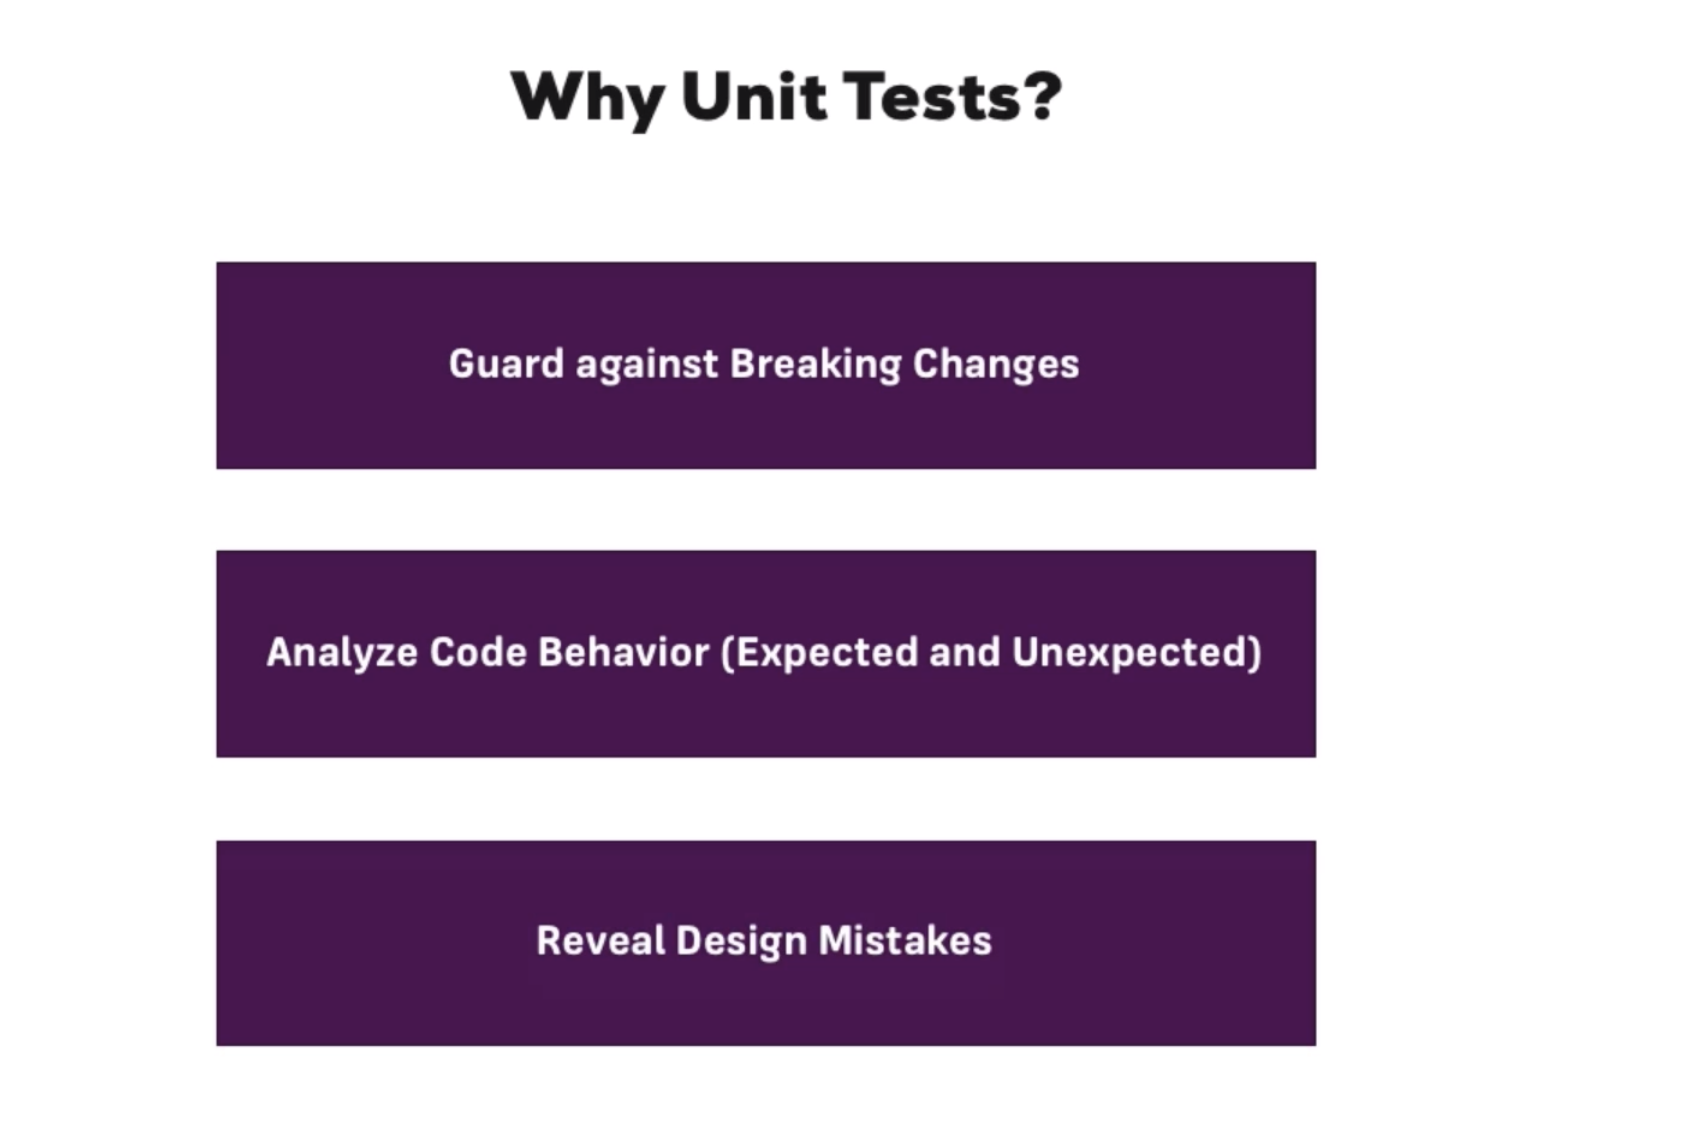 Why Unit Tests?
Guard against Breaking Changes
Analyze Code Behavior (Expected and Unexpected)
Reveal Design Mistakes